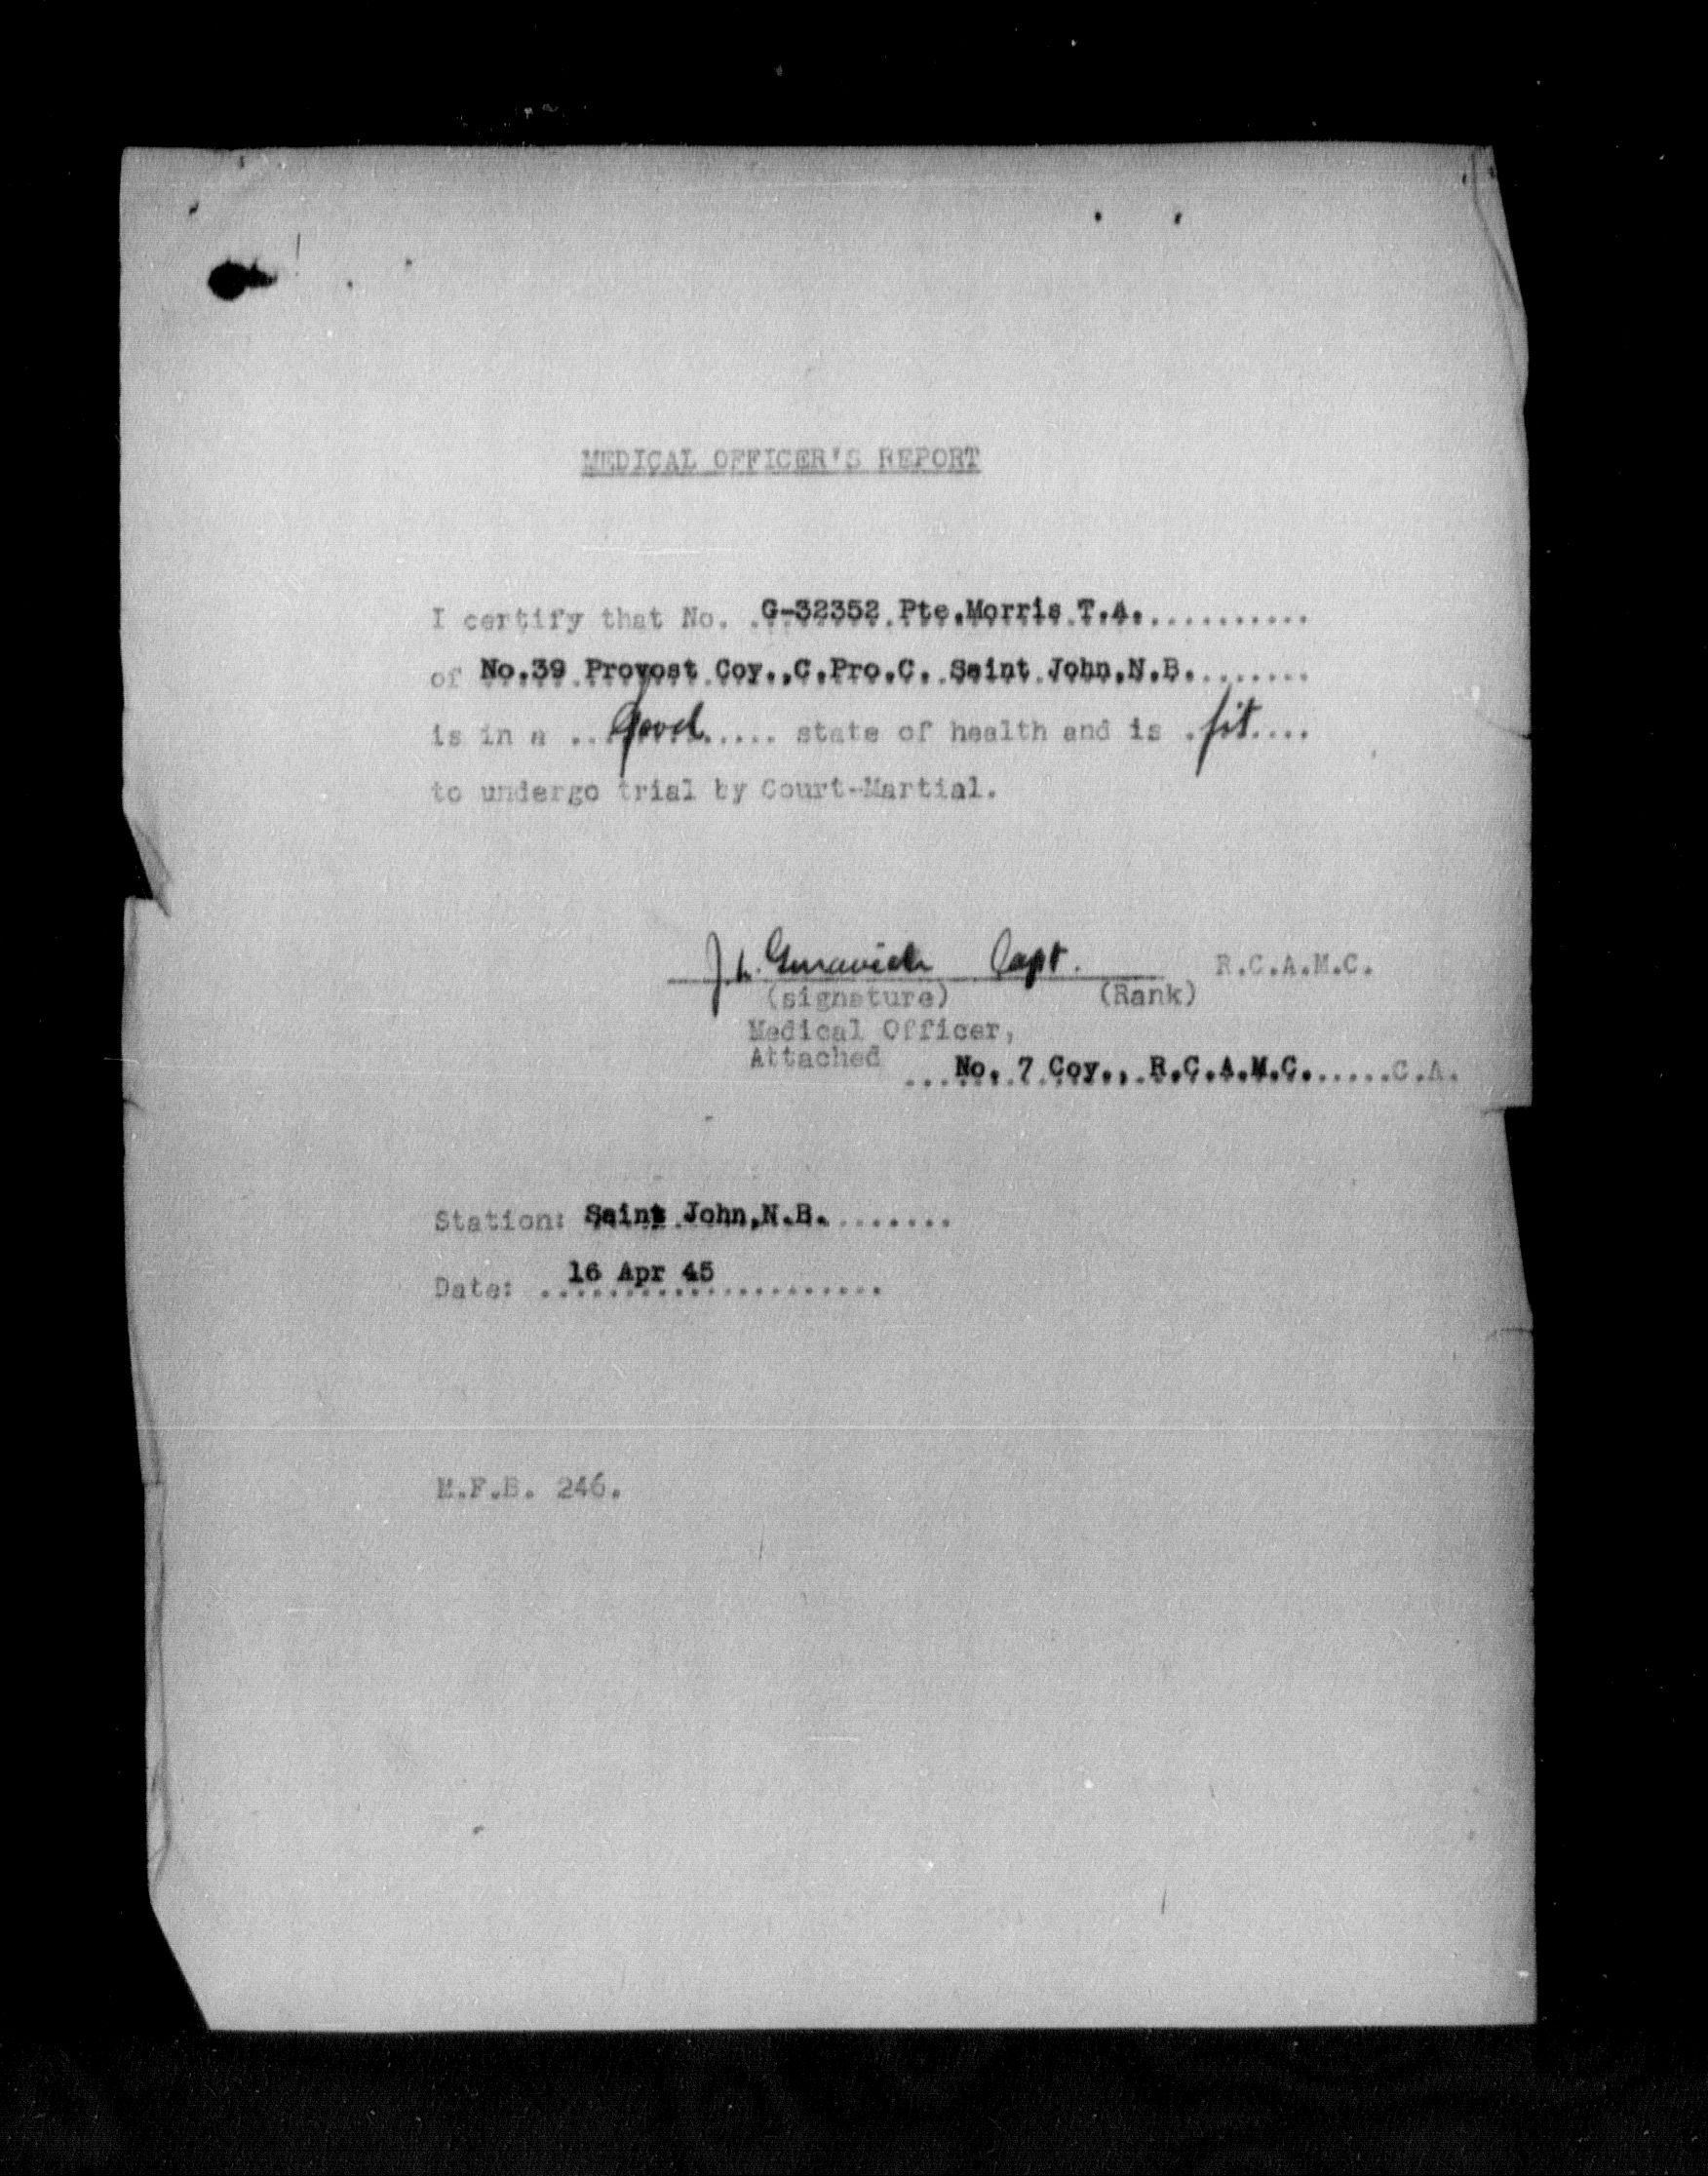 MEDICAL OFFICER'S REPORT
I certify that No. G-32352 Pte.Morris T.A.
of No.39 Provost Coy.,C.Pro.C. Saint John,N.B.
is in a good state of health and is fit
to undergo trial by Court-Martial.
J.L. Guravich Capt. R.C.A.M.C.
(signature) (Rank)
Medical Officer,
Attached No. 7 Coy., R.C.A.M.C. C.A.
Station: Saint John,N.B.
Date: 16 Apr 45
M.F.B. 246.